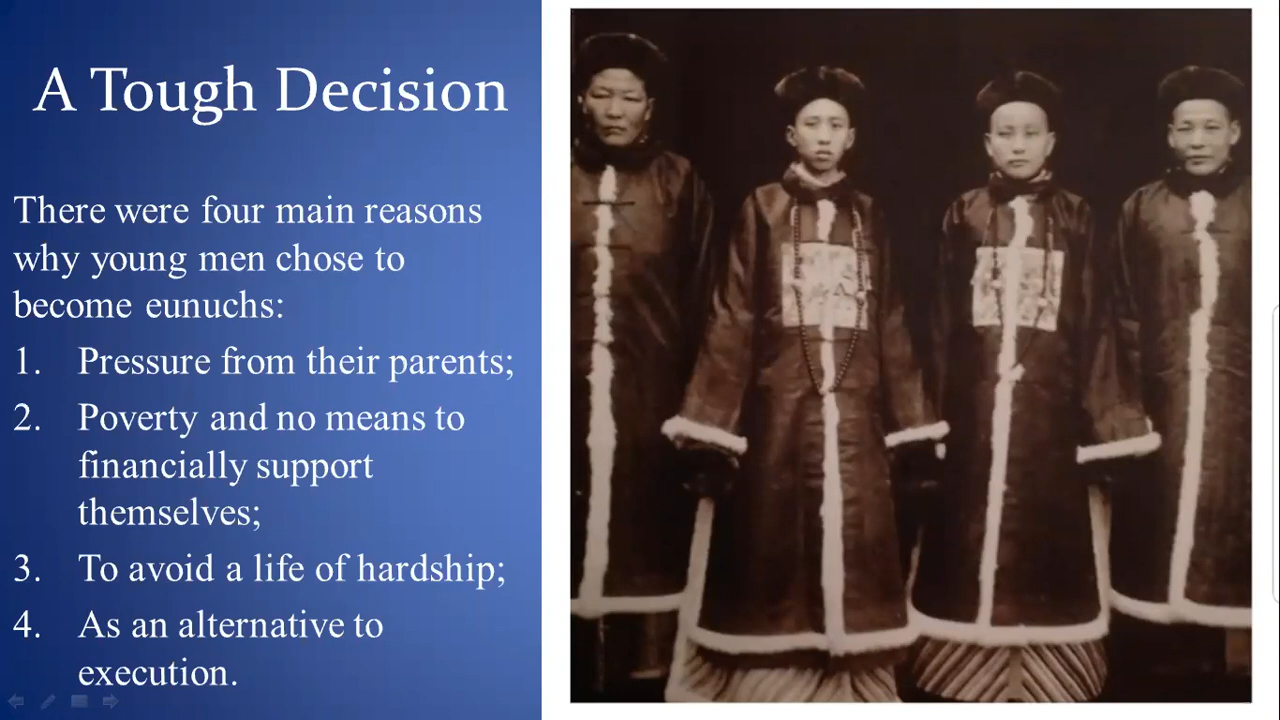 A Tough Decision
There were four main reasons
why young men chose to
become eunuchs:
1. Pressure from their parents;
2. Poverty and no means to
financially support
themselves;
3. To avoid a life of hardship;
4. As an alternative to
execution.